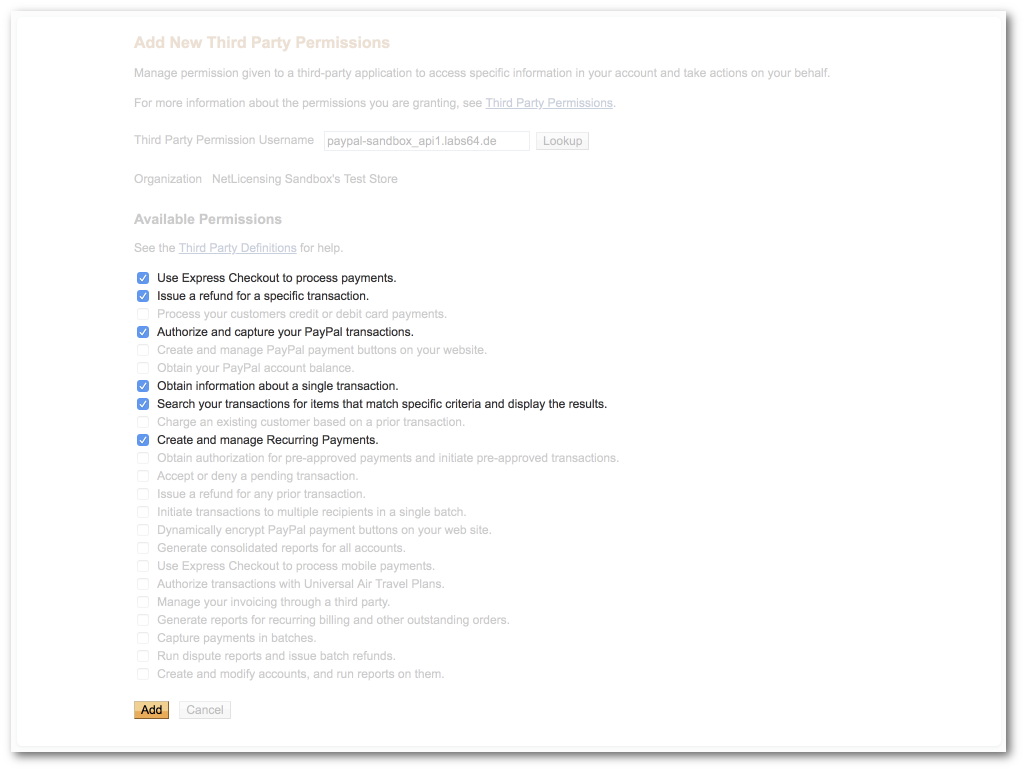 Add New Third Party Permissions
Manage permission given to a third-party application to access specific information in your account and take actions on your behalf.
For more information about the permissions you are granting, see Third Party Permissions.
Third Party Permission Username paypal-sandbox_api1.labs64.de Lookup
Organization NetLicensing Sandbox's Test Store
Available Permissions
See the Third Party Definitions for help.
Use Express Checkout to process payments.
Issue a refund for a specific transaction.
Process your customers credit or debit card payments.
Authorize and capture your PayPal transactions.
Create and manage PayPal payment buttons on your website.
Obtain your PayPal account balance.
Obtain information about a single transaction.
Search your transactions for items that match specific criteria and display the results.
Charge an existing customer based on a prior transaction.
Create and manage Recurring Payments.
Obtain authorization for pre-approved payments and initiate pre-approved transactions.
Accept or deny a pending transaction.
Issue a refund for any prior transaction.
Initiate transactions to multiple recipients in a single batch.
Dynamically encrypt PayPal payment buttons on your web site.
Generate consolidated reports for all accounts.
Use Express Checkout to process mobile payments.
Authorize transactions with Universal Air Travel Plans.
Manage your invoicing through a third party.
Generate reports for recurring billing and other outstanding orders.
Capture payments in batches.
Run dispute reports and issue batch refunds.
Create and modify accounts, and run reports on them.
Add Cancel